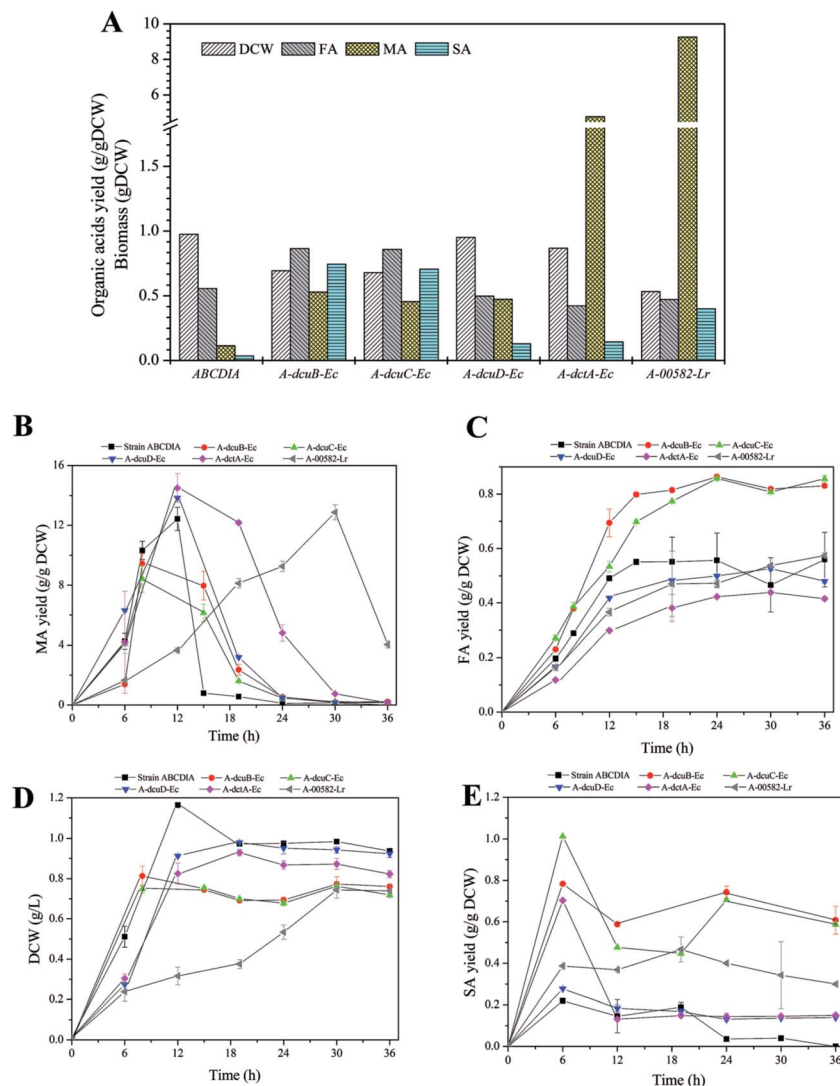 A
Organic acids yield (g/gDCW)
Biomass (gDCW)
10
8
6
1.5
1.0
0.5
0.0
DCW FA MA SA
ABCDIA A-dcuB-Ec A-dcuC-Ec A-dcuD-Ec A-dctA-Ec A-00582-Lr
B
Strain ABCDIA A-dcuB-Ec A-dcuC-Ec
A-dcuD-Ec A-dctA-Ec A-00582-Lr
MA yield (g/g DCW)
16
12
8
4
0
0 6 12 18 24 30 36
Time (h)
C
Strain ABCDIA A-dcuB-Ec A-dcuC-Ec
A-dcuD-Ec A-dctA-Ec A-00582-Lr
FA yield (g/g DCW)
0.8
0.6
0.4
0.2
0.0
0 6 12 18 24 30 36
Time (h)
D
Strain ABCDIA A-dcuB-Ec A-dcuC-Ec
A-dcuD-Ec A-dctA-Ec A-00582-Lr
DCW (g/L)
1.2
1.0
0.8
0.6
0.4
0.2
0.0
0 6 12 18 24 30 36
Time (h)
E
Strain ABCDIA A-dcuB-Ec A-dcuC-Ec
A-dcuD-Ec A-dctA-Ec A-00582-Lr
SA yield (g/g DCW)
1.2
1.0
0.8
0.6
0.4
0.2
0.0
0 6 12 18 24 30 36
Time (h)